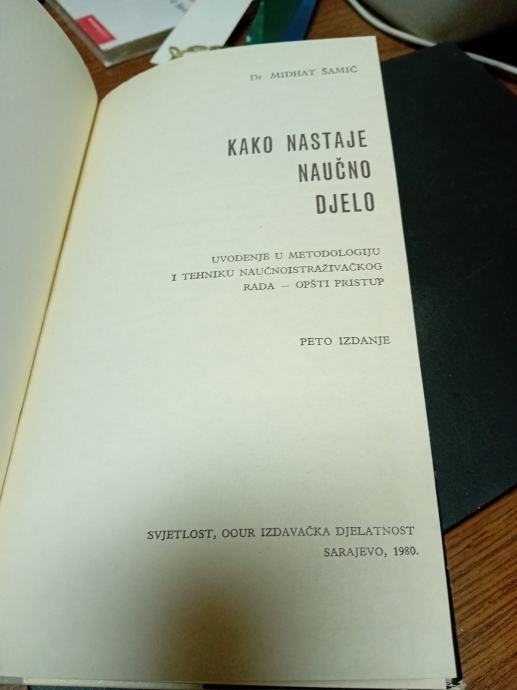 Dr MIDHAT ŠAMIĆ
KAKO NASTAJE
NAUČNO
DJELO
UVOĐENJE U METODOLOGIJU
I TEHNIKU NAUČNOISTRAŽIVAČKOG
RADA — OPŠTI PRISTUP
PETO IZDANJE
SVJETLOST, OOUR IZDAVAČKA DJELATNOST
SARAJEVO, 1980.